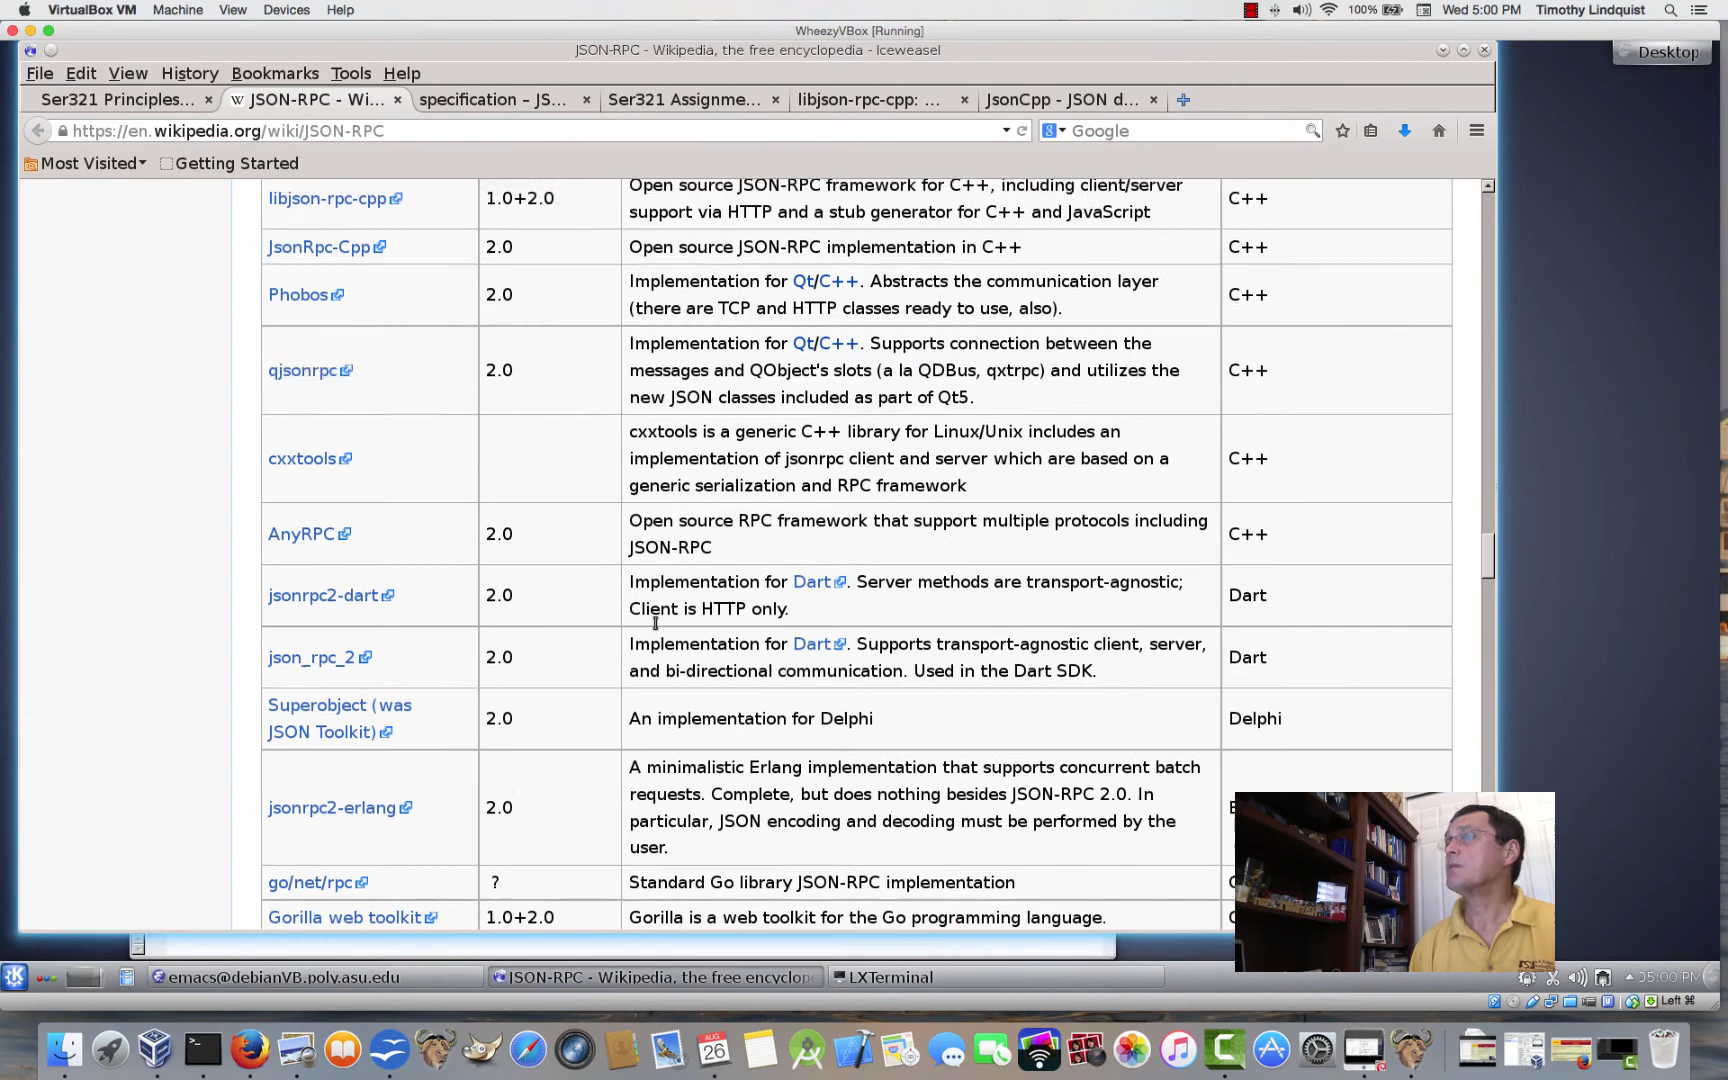 VirtualBox VM Machine View Devices Help 100% Wed 5:00 PM Timothy Lindquist
WheezyVBox [Running]
JSON-RPC - Wikipedia, the free encyclopedia - Iceweasel
Desktop
File Edit View History Bookmarks Tools Help
Ser321 Principles... JSON-RPC - Wi... specification – JS... Ser321 Assignme... libjson-rpc-cpp: ... JsonCpp - JSON d...
https://en.wikipedia.org/wiki/JSON-RPC Google
Most Visited Getting Started
libjson-rpc-cpp 1.0+2.0 Open source JSON-RPC framework for C++, including client/server C++
support via HTTP and a stub generator for C++ and JavaScript
JsonRpc-Cpp 2.0 Open source JSON-RPC implementation in C++ C++
Phobos 2.0 Implementation for Qt/C++. Abstracts the communication layer C++
(there are TCP and HTTP classes ready to use, also).
qjsonrpc 2.0 Implementation for Qt/C++. Supports connection between the C++
messages and QObject's slots (a la QDBus, qxtrpc) and utilizes the
new JSON classes included as part of Qt5.
cxxtools cxxtools is a generic C++ library for Linux/Unix includes an C++
implementation of jsonrpc client and server which are based on a
generic serialization and RPC framework
AnyRPC 2.0 Open source RPC framework that support multiple protocols including C++
JSON-RPC
jsonrpc2-dart 2.0 Implementation for Dart. Server methods are transport-agnostic; Dart
Client is HTTP only.
json_rpc_2 2.0 Implementation for Dart. Supports transport-agnostic client, server, Dart
and bi-directional communication. Used in the Dart SDK.
Superobject (was 2.0 An implementation for Delphi Delphi
JSON Toolkit)
jsonrpc2-erlang 2.0 A minimalistic Erlang implementation that supports concurrent batch
requests. Complete, but does nothing besides JSON-RPC 2.0. In
particular, JSON encoding and decoding must be performed by the
user.
go/net/rpc ? Standard Go library JSON-RPC implementation
Gorilla web toolkit 1.0+2.0 Gorilla is a web toolkit for the Go programming language.
emacs@debianVB.poly.asu.edu JSON-RPC - Wikipedia, the free encyclop LXTerminal 05:00 PM
Left ⌘
AUG
26